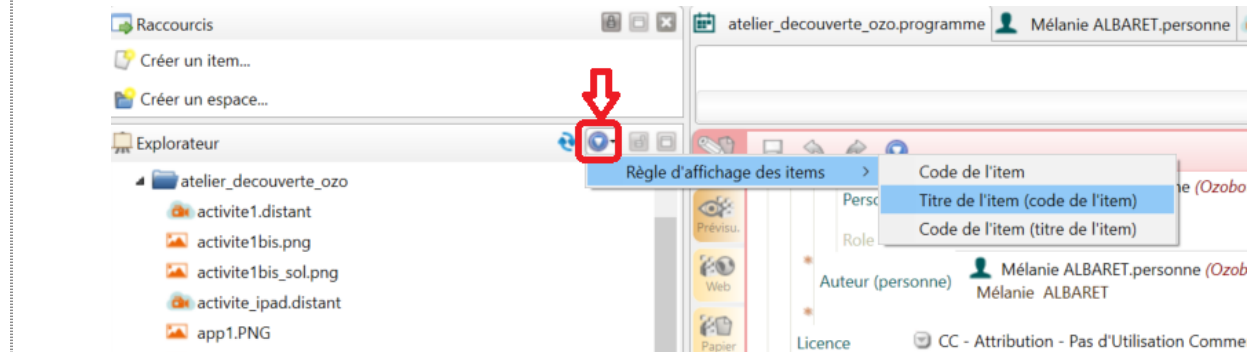 Raccourcis
Créer un item...
Créer un espace...
Explorateur
atelier_decouverte_ozo
activite1.distant
activite1bis.png
activite1bis_sol.png
activite_ipad.distant
app1.PNG
atelier_decouverte_ozo.programme
Mélanie ALBARET.personne
Règle d'affichage des items >
Code de l'item
Titre de l'item (code de l'item)
Code de l'item (titre de l'item)
Prévisu.
Web
Papier
Perso
ne (Ozobo
Role
Auteur (personne)
Mélanie ALBARET.personne (Ozob
Mélanie ALBARET
Licence
CC - Attribution - Pas d'Utilisation Comme